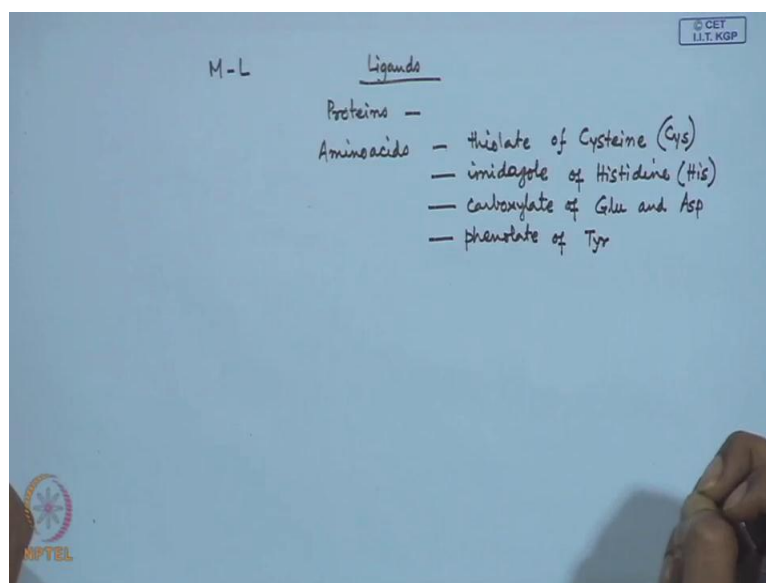 © CET
I.I.T. KGP
M-L Ligands
Proteins —
Aminoacids — thiolate of Cysteine (Cys)
— imidazole of Histidine (His)
— carboxylate of Glu and Asp
— phenolate of Tyr
NPTEL